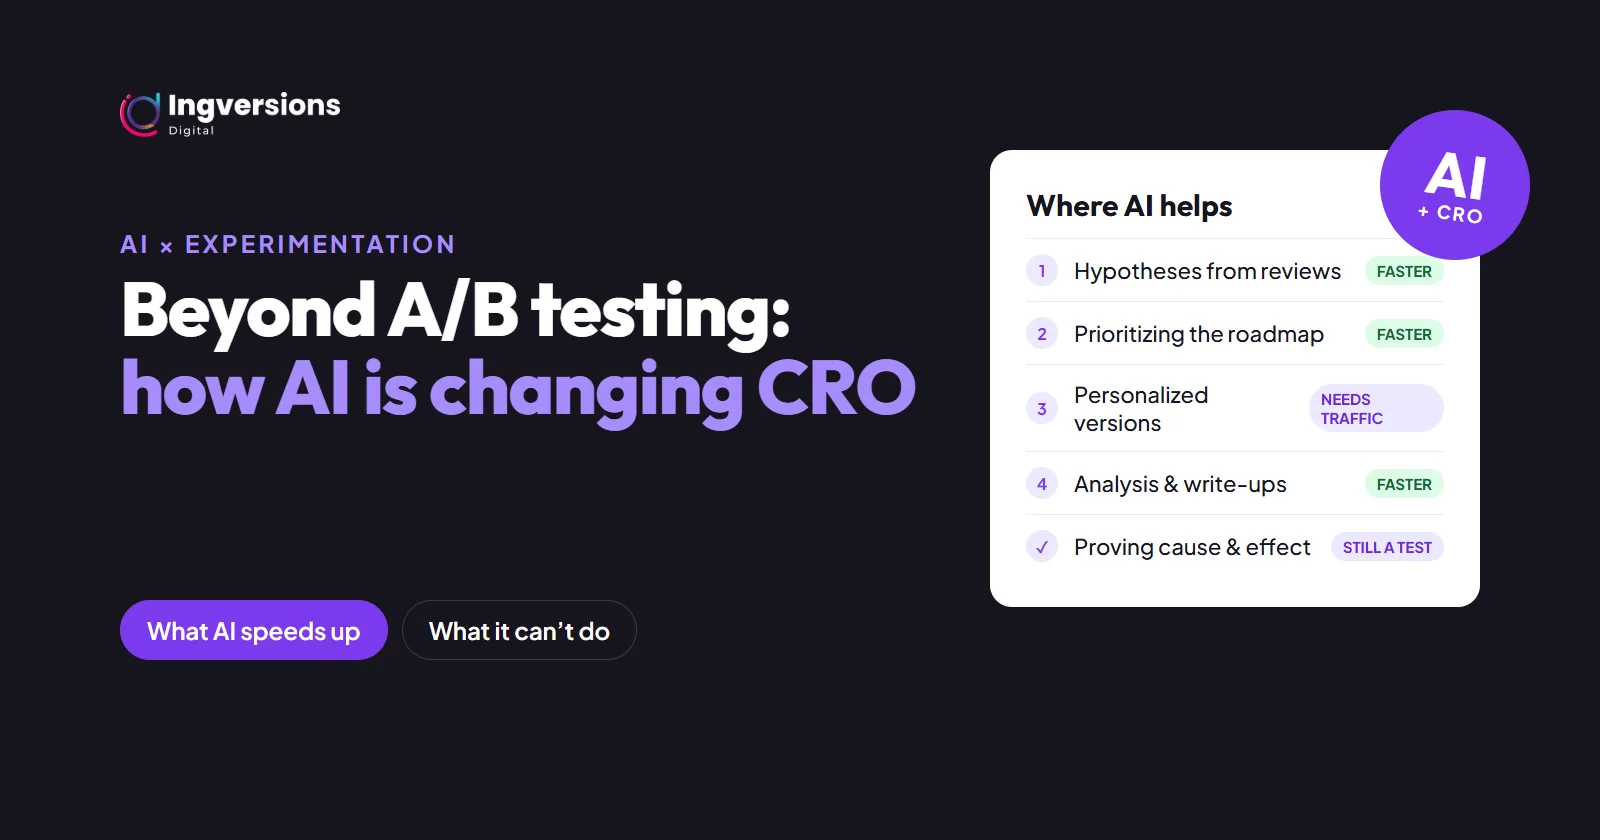 Ingversions
Digital
AI × EXPERIMENTATION
Beyond A/B testing:
how AI is changing CRO
What AI speeds up
What it can’t do
AI
+ CRO
Where AI helps
1 Hypotheses from reviews FASTER
2 Prioritizing the roadmap FASTER
3 Personalized
versions
NEEDS
TRAFFIC
4 Analysis & write-ups FASTER
✓ Proving cause & effect STILL A TEST